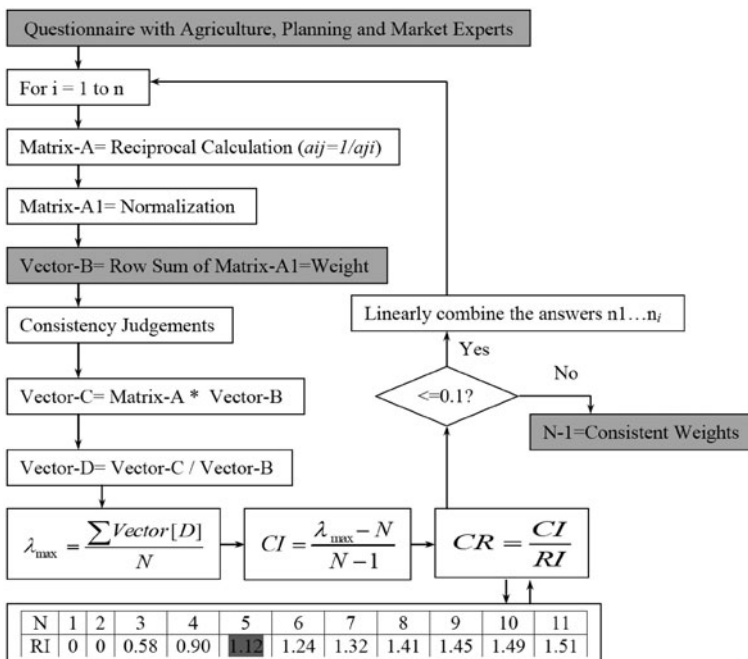 Questionnaire with Agriculture, Planning and Market Experts
For i = 1 to n
Matrix-A= Reciprocal Calculation (aij=1/aji)
Matrix-A1= Normalization
Vector-B= Row Sum of Matrix-A1=Weight
Consistency Judgements
Vector-C= Matrix-A * Vector-B
Vector-D= Vector-C / Vector-B
Linearly combine the answers n1…nᵢ
Yes
<=0.1?
No
N-1=Consistent Weights
λmax = ∑Vector[D] / N
CI = λmax − N / N − 1
CR = CI / RI
N 1 2 3 4 5 6 7 8 9 10 11
RI 0 0 0.58 0.90 1.12 1.24 1.32 1.41 1.45 1.49 1.51